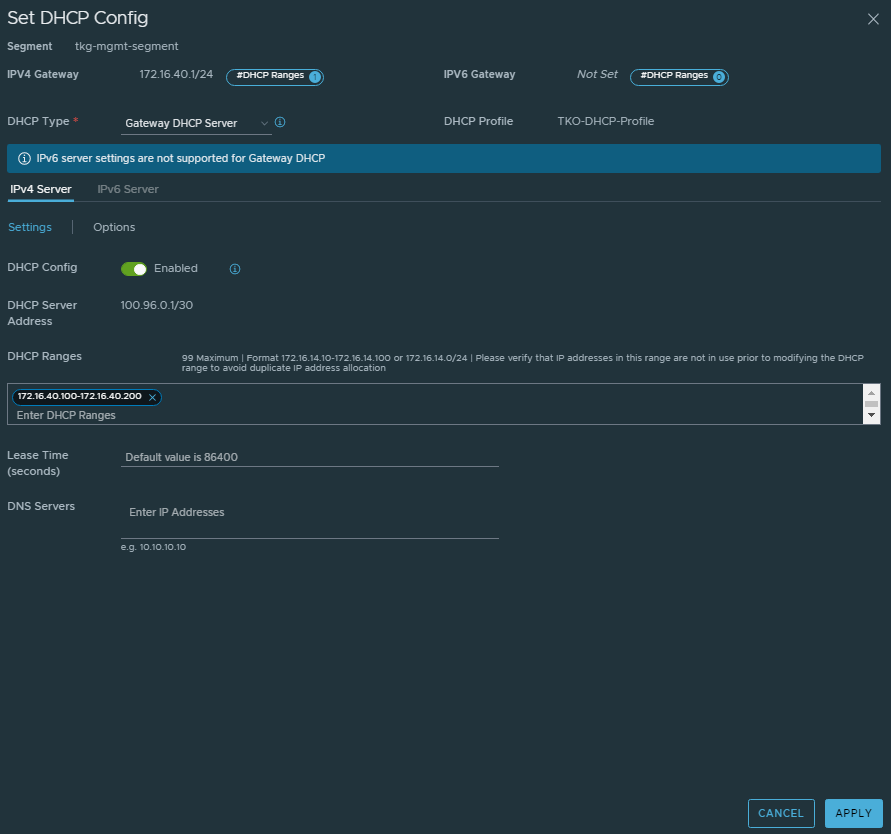 Set DHCP Config
Segment tkg-mgmt-segment
IPV4 Gateway 172.16.40.1/24 #DHCP Ranges 1 IPV6 Gateway Not Set #DHCP Ranges 0
DHCP Type * Gateway DHCP Server DHCP Profile TKO-DHCP-Profile
IPv6 server settings are not supported for Gateway DHCP
IPv4 Server IPv6 Server
Settings | Options
DHCP Config Enabled
DHCP Server Address 100.96.0.1/30
DHCP Ranges 99 Maximum | Format 172.16.14.10-172.16.14.100 or 172.16.14.0/24 | Please verify that IP addresses in this range are not in use prior to modifying the DHCP
range to avoid duplicate IP address allocation
172.16.40.100-172.16.40.200
Enter DHCP Ranges
Lease Time (seconds) Default value is 86400
DNS Servers Enter IP Addresses
e.g. 10.10.10.10
CANCEL APPLY